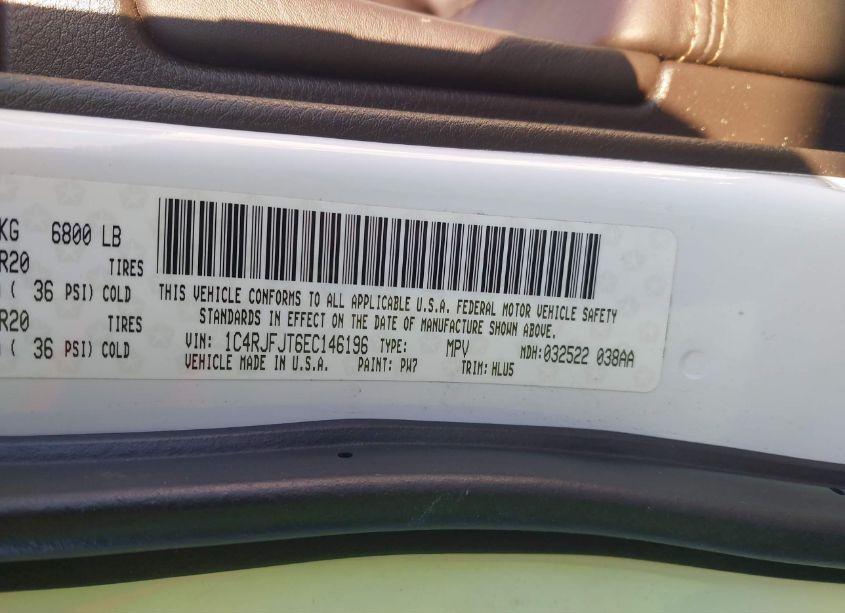 KG 6800 LB
R20 TIRES
( 36 PSI) COLD
R20 TIRES
( 36 PSI) COLD
THIS VEHICLE CONFORMS TO ALL APPLICABLE U.S.A. FEDERAL MOTOR VEHICLE SAFETY
STANDARDS IN EFFECT ON THE DATE OF MANUFACTURE SHOWN ABOVE.
VIN: 1C4RJFJT6EC146196 TYPE: MPV MDH:032522 038AA
VEHICLE MADE IN U.S.A. PAINT: PW7 TRIM: HLU5